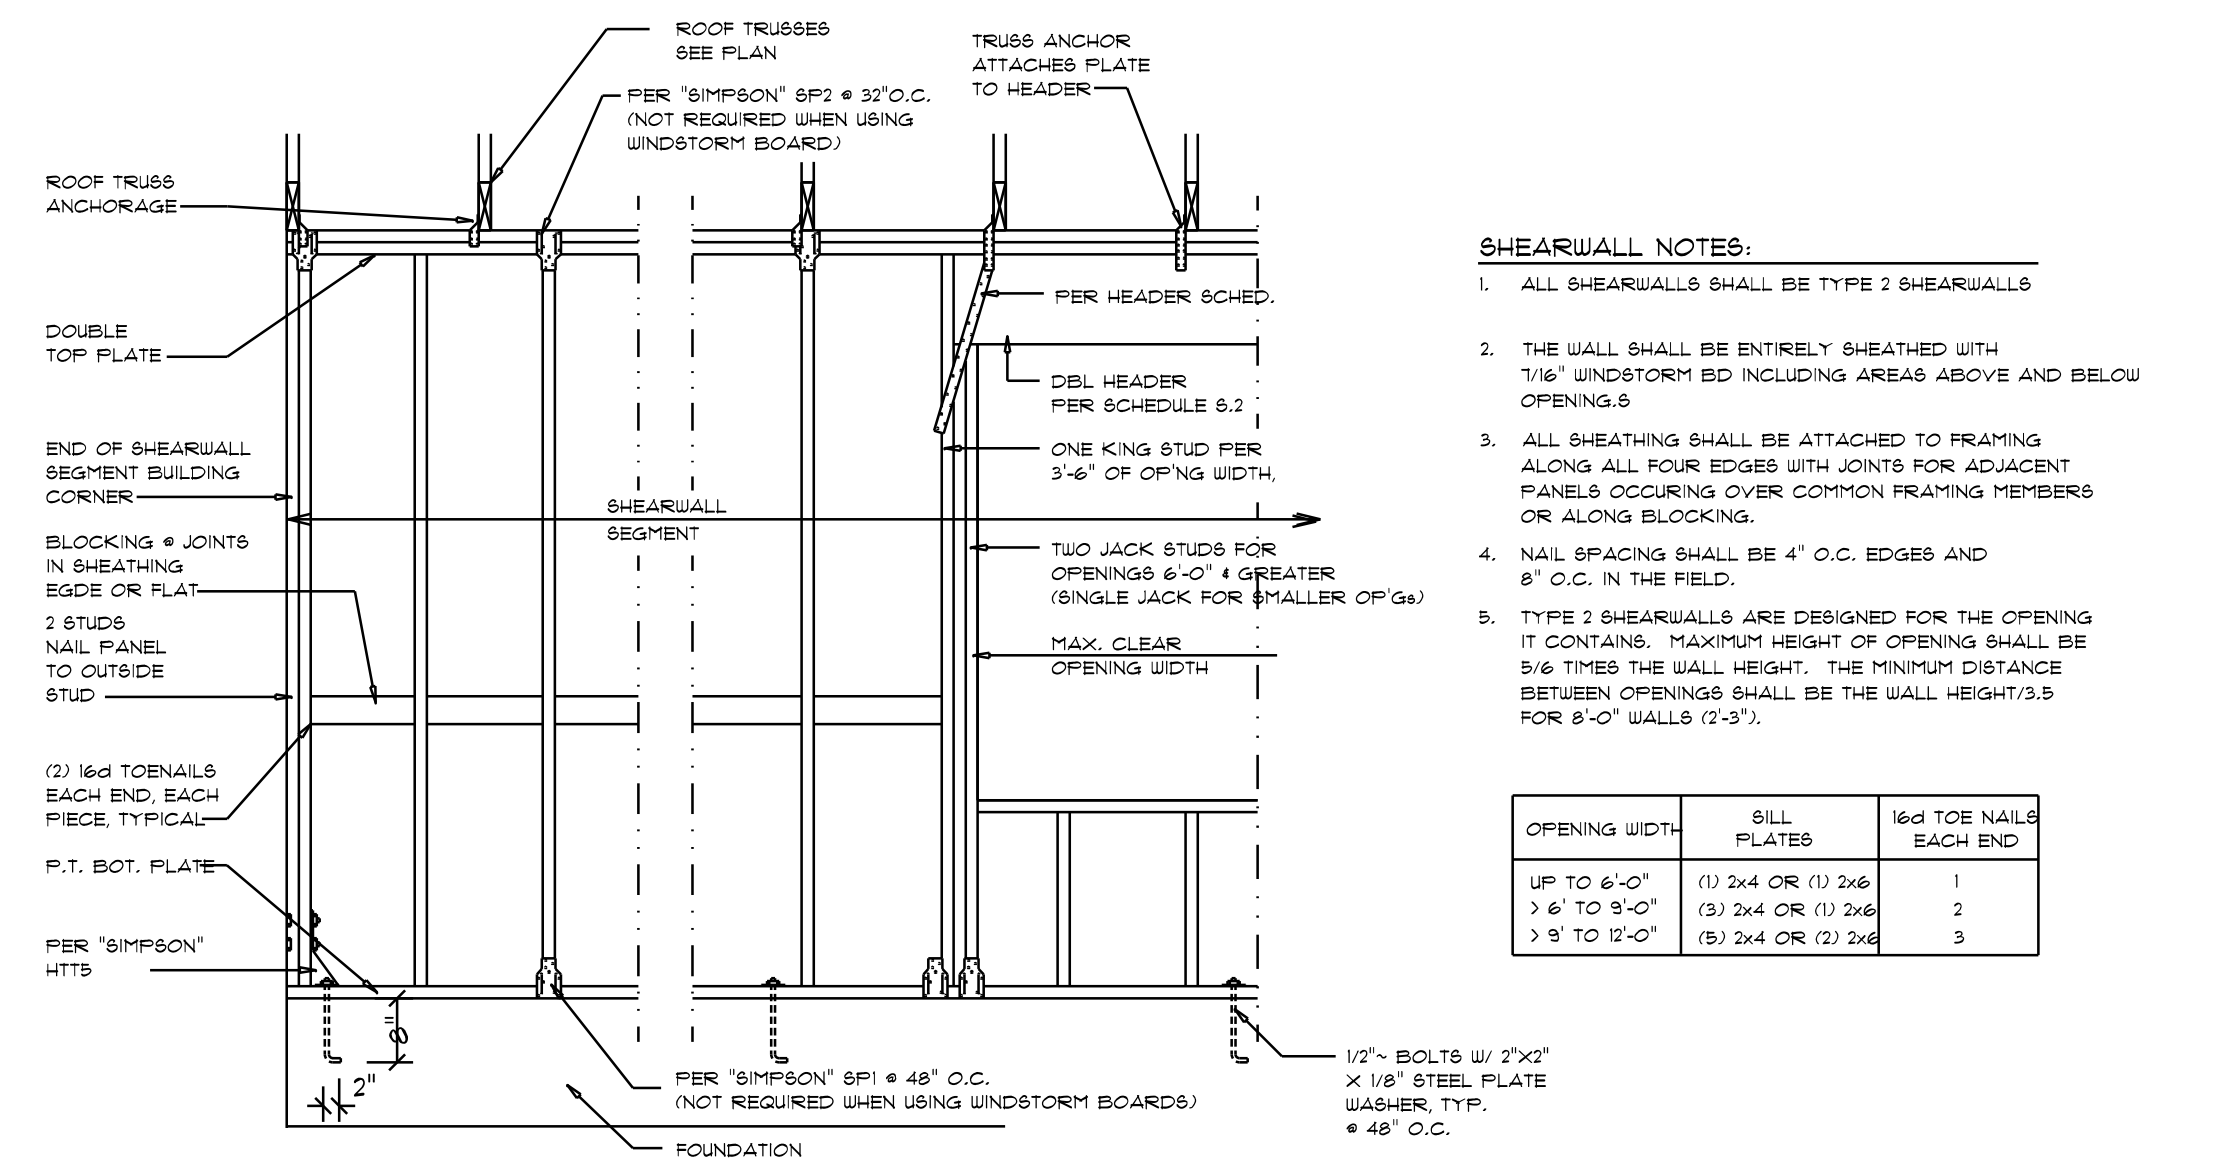 ROOF TRUSSES
SEE PLAN
TRUSS ANCHOR
ATTACHES PLATE
TO HEADER
PER "SIMPSON" SP2 @ 32"O.C.
(NOT REQUIRED WHEN USING
WINDSTORM BOARD)
ROOF TRUSS
ANCHORAGE
DOUBLE
TOP PLATE
END OF SHEARWALL
SEGMENT BUILDING
CORNER
BLOCKING @ JOINTS
IN SHEATHING
EGDE OR FLAT
2 STUDS
NAIL PANEL
TO OUTSIDE
STUD
(2) 16d TOENAILS
EACH END, EACH
PIECE, TYPICAL
P.T. BOT. PLATE
PER "SIMPSON"
HTT5
SHEARWALL
SEGMENT
PER HEADER SCHED.
DBL HEADER
PER SCHEDULE S.2
ONE KING STUD PER
3'-6" OF OP'NG WIDTH,
TWO JACK STUDS FOR
OPENINGS 6'-0" & GREATER
(SINGLE JACK FOR SMALLER OP'Gs)
MAX. CLEAR
OPENING WIDTH
8"
2"
PER "SIMPSON" SP1 @ 48" O.C.
(NOT REQUIRED WHEN USING WINDSTORM BOARDS)
FOUNDATION
1/2"~ BOLTS W/ 2"X2"
X 1/8" STEEL PLATE
WASHER, TYP.
@ 48" O.C.
SHEARWALL NOTES:
1. ALL SHEARWALLS SHALL BE TYPE 2 SHEARWALLS
2. THE WALL SHALL BE ENTIRELY SHEATHED WITH
7/16" WINDSTORM BD INCLUDING AREAS ABOVE AND BELOW
OPENING.S
3. ALL SHEATHING SHALL BE ATTACHED TO FRAMING
ALONG ALL FOUR EDGES WITH JOINTS FOR ADJACENT
PANELS OCCURING OVER COMMON FRAMING MEMBERS
OR ALONG BLOCKING.
4. NAIL SPACING SHALL BE 4" O.C. EDGES AND
8" O.C. IN THE FIELD.
5. TYPE 2 SHEARWALLS ARE DESIGNED FOR THE OPENING
IT CONTAINS. MAXIMUM HEIGHT OF OPENING SHALL BE
5/6 TIMES THE WALL HEIGHT. THE MINIMUM DISTANCE
BETWEEN OPENINGS SHALL BE THE WALL HEIGHT/3.5
FOR 8'-0" WALLS (2'-3").
OPENING WIDTH
SILL
PLATES
16d TOE NAILS
EACH END
UP TO 6'-0" (1) 2x4 OR (1) 2x6 1
> 6' TO 9'-0" (3) 2x4 OR (1) 2x6 2
> 9' TO 12'-0" (5) 2x4 OR (2) 2x6 3